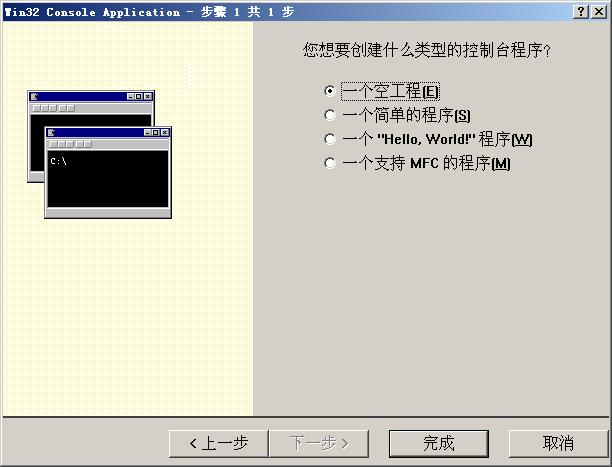 Win32 Console Application - 步骤 1 共 1 步
您想要创建什么类型的控制台程序?
一个空工程(E)
一个简单的程序(S)
一个 "Hello, World!" 程序(W)
一个支持 MFC 的程序(M)
C:\
< 上一步
下一步 >
完成
取消